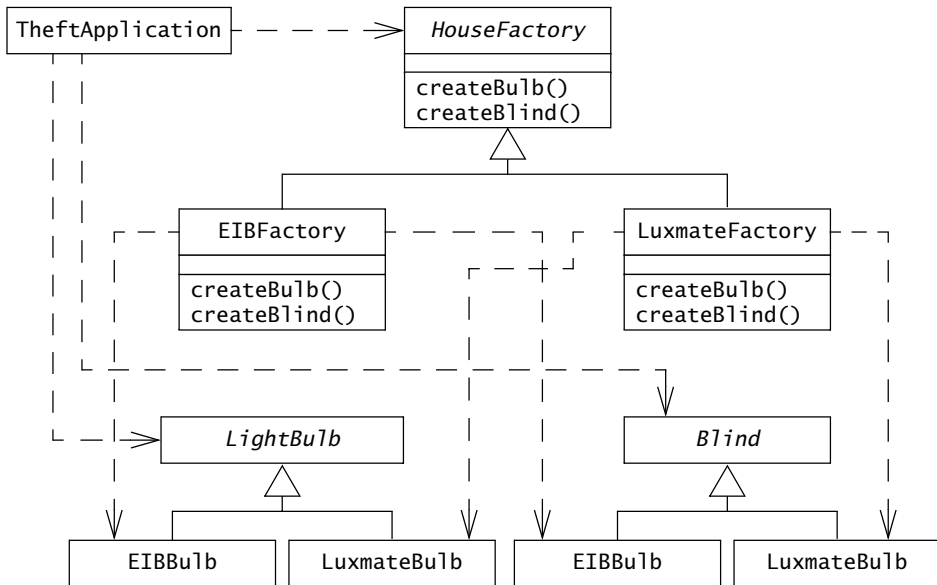 TheftApplication
HouseFactory
createBulb()
createBlind()
EIBFactory
createBulb()
createBlind()
LuxmateFactory
createBulb()
createBlind()
LightBulb
Blind
EIBBulb
LuxmateBulb
EIBBulb
LuxmateBulb